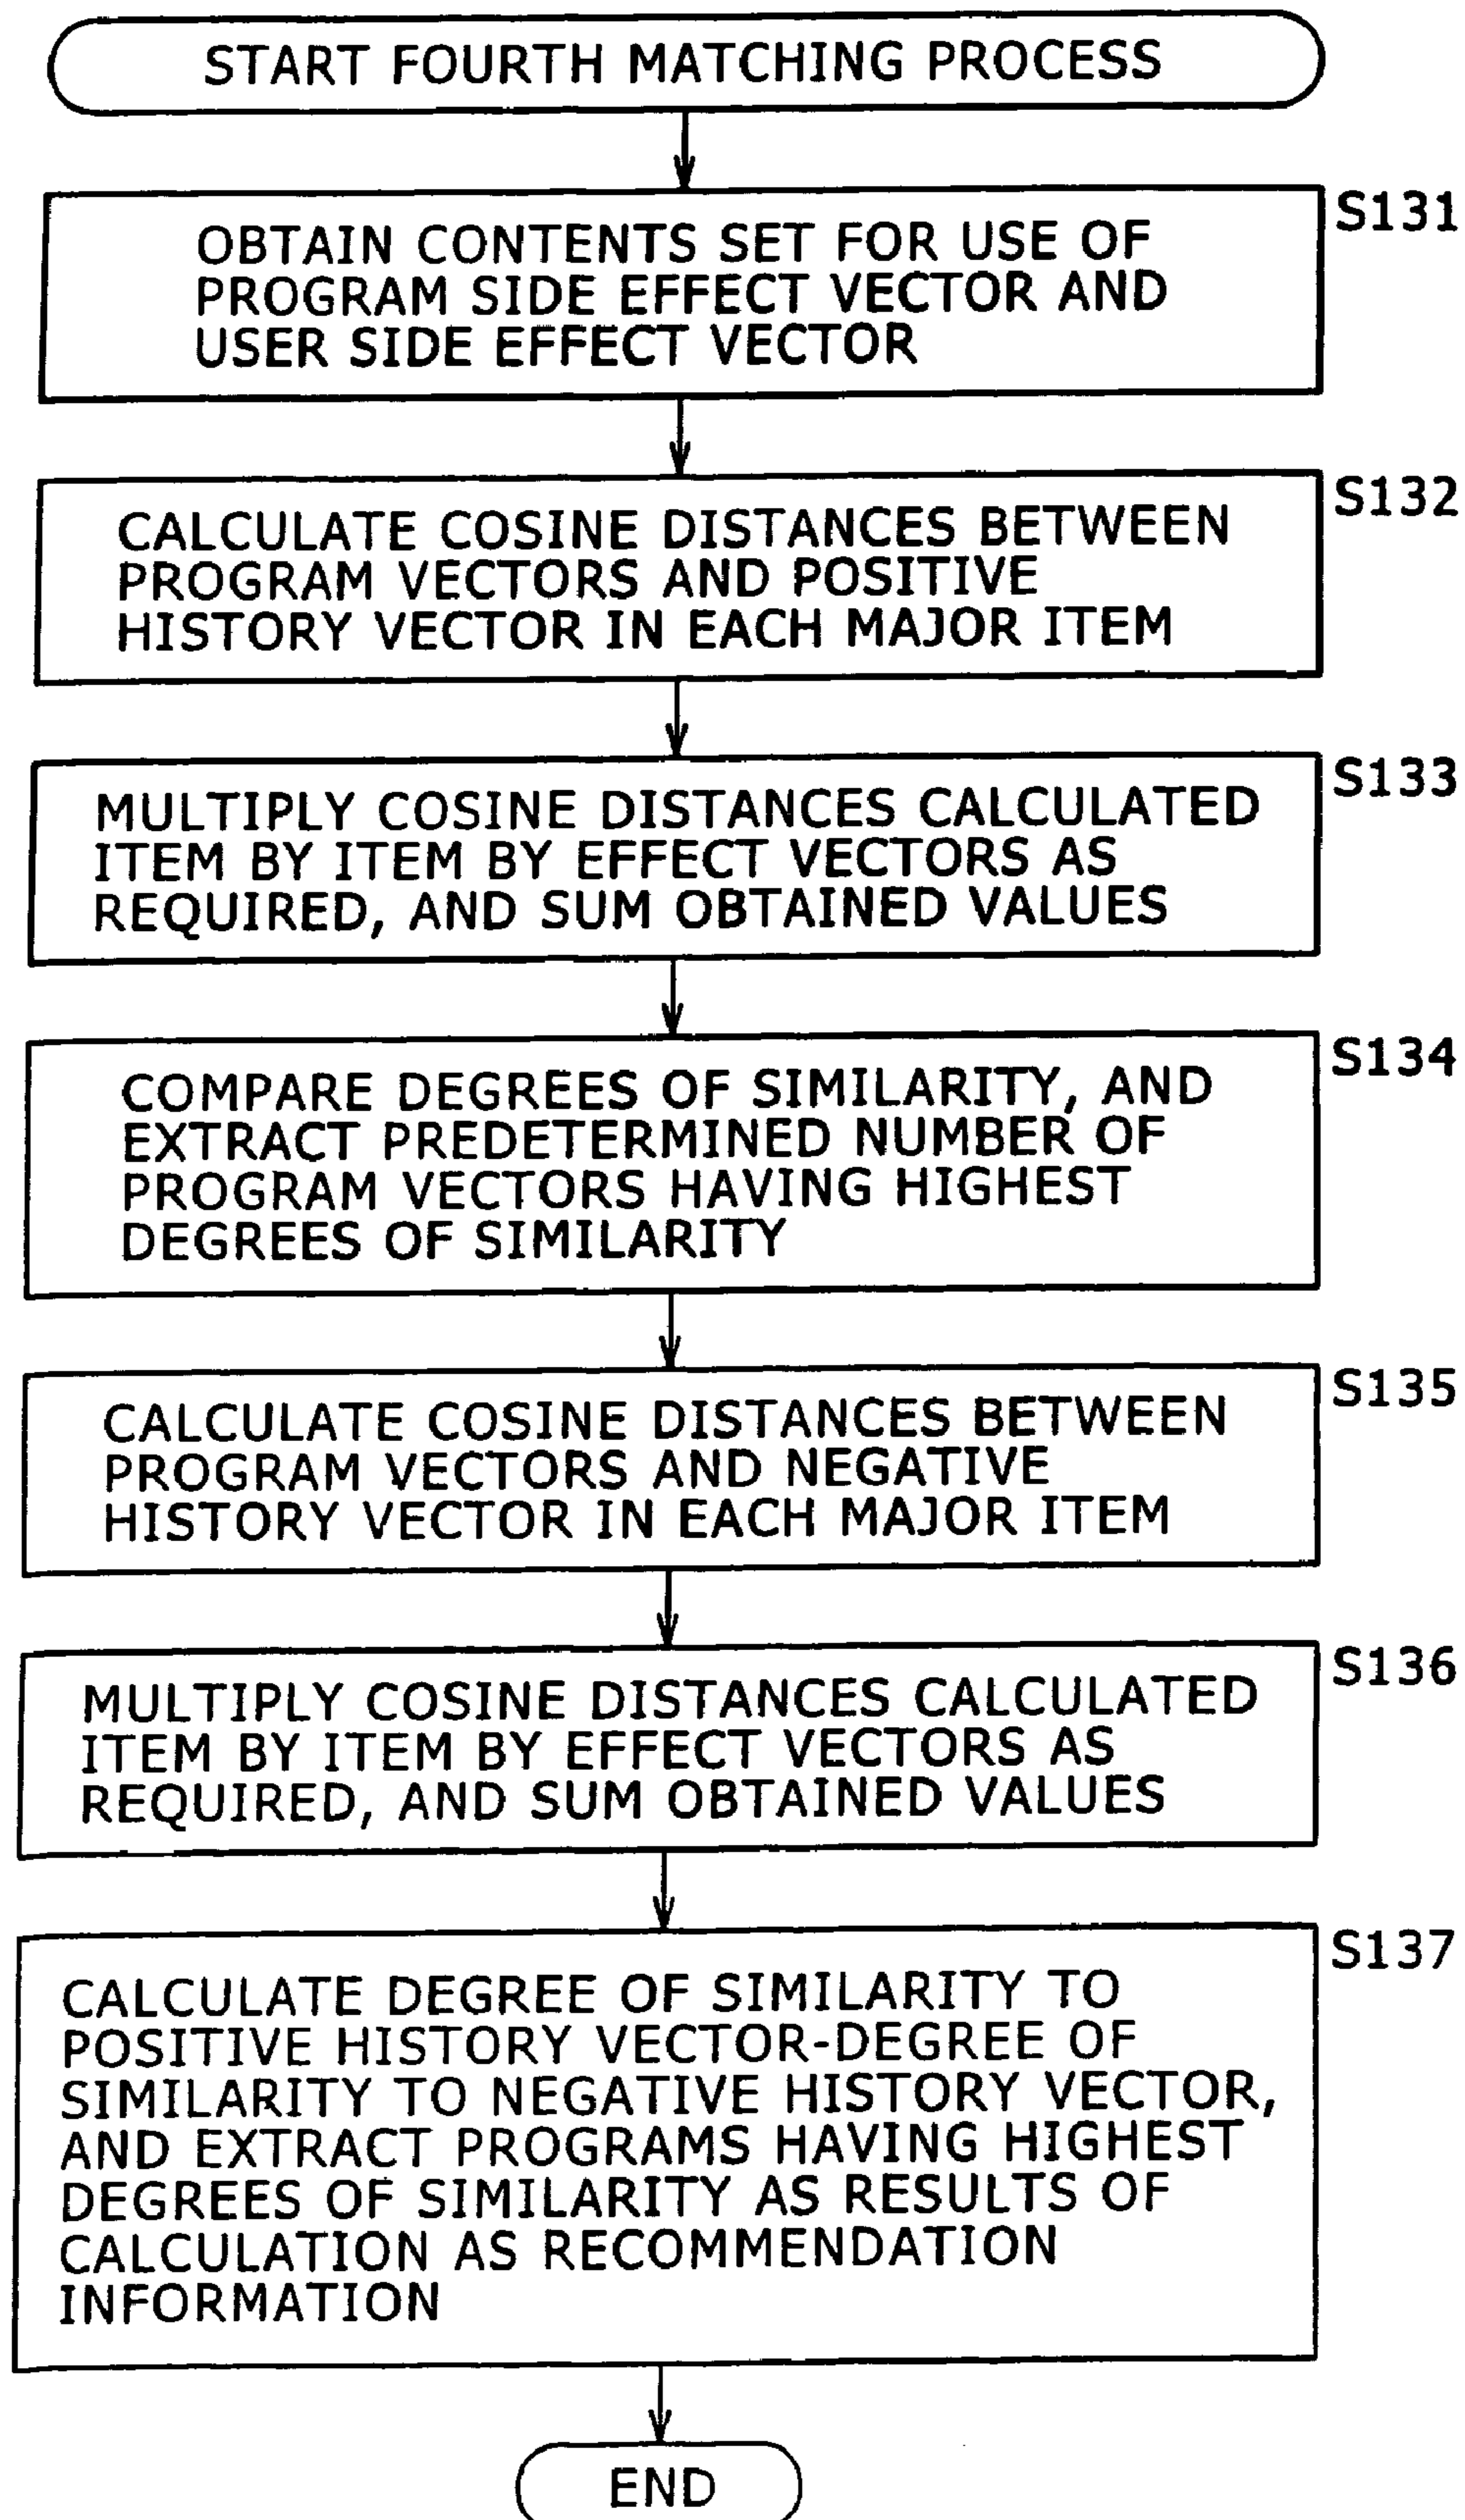 START FOURTH MATCHING PROCESS
S131
OBTAIN CONTENTS SET FOR USE OF
PROGRAM SIDE EFFECT VECTOR AND
USER SIDE EFFECT VECTOR
S132
CALCULATE COSINE DISTANCES BETWEEN
PROGRAM VECTORS AND POSITIVE
HISTORY VECTOR IN EACH MAJOR ITEM
S133
MULTIPLY COSINE DISTANCES CALCULATED
ITEM BY ITEM BY EFFECT VECTORS AS
REQUIRED, AND SUM OBTAINED VALUES
S134
COMPARE DEGREES OF SIMILARITY, AND
EXTRACT PREDETERMINED NUMBER OF
PROGRAM VECTORS HAVING HIGHEST
DEGREES OF SIMILARITY
S135
CALCULATE COSINE DISTANCES BETWEEN
PROGRAM VECTORS AND NEGATIVE
HISTORY VECTOR IN EACH MAJOR ITEM
S136
MULTIPLY COSINE DISTANCES CALCULATED
ITEM BY ITEM BY EFFECT VECTORS AS
REQUIRED, AND SUM OBTAINED VALUES
S137
CALCULATE DEGREE OF SIMILARITY TO
POSITIVE HISTORY VECTOR-DEGREE OF
SIMILARITY TO NEGATIVE HISTORY VECTOR,
AND EXTRACT PROGRAMS HAVING HIGHEST
DEGREES OF SIMILARITY AS RESULTS OF
CALCULATION AS RECOMMENDATION
INFORMATION
END